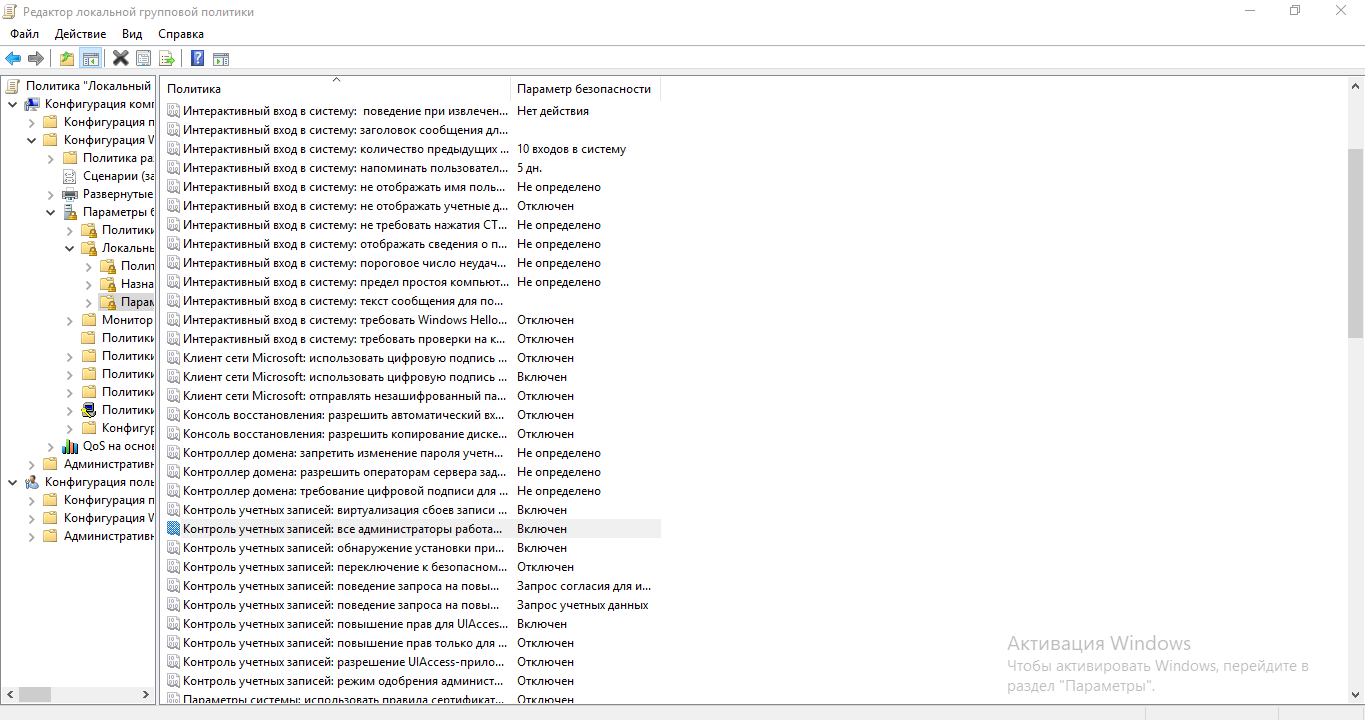 Редактор локальной групповой политики
Файл Действие Вид Справка
Политика "Локальный
Конфигурация комп
Конфигурация п
Конфигурация W
Политика ра
Сценарии (за
Развернутые
Параметры б
Политики
Локальнь
Полит
Назна
Парам
Монитор
Политики
Политики
Политики
Политики
Политики
Конфигур
QoS на основ
Административн
Конфигурация поль
Конфигурация п
Конфигурация W
Административн
Политика Параметр безопасности
Интерактивный вход в систему: поведение при извлечен... Нет действия
Интерактивный вход в систему: заголовок сообщения дл...
Интерактивный вход в систему: количество предыдущих ... 10 входов в систему
Интерактивный вход в систему: напоминать пользовател... 5 дн.
Интерактивный вход в систему: не отображать имя поль... Не определено
Интерактивный вход в систему: не отображать учетные д... Отключен
Интерактивный вход в систему: не требовать нажатия CT... Не определено
Интерактивный вход в систему: отображать сведения о п... Не определено
Интерактивный вход в систему: пороговое число неудач... Не определено
Интерактивный вход в систему: предел простоя компьют... Не определено
Интерактивный вход в систему: текст сообщения для по...
Интерактивный вход в систему: требовать Windows Hello... Отключен
Интерактивный вход в систему: требовать проверки на к... Отключен
Клиент сети Microsoft: использовать цифровую подпись ... Отключен
Клиент сети Microsoft: использовать цифровую подпись ... Включен
Клиент сети Microsoft: отправлять незашифрованный па... Отключен
Консоль восстановления: разрешить автоматический вх... Отключен
Консоль восстановления: разрешить копирование диске... Отключен
Контроллер домена: запретить изменение пароля учетн... Не определено
Контроллер домена: разрешить операторам сервера зад... Не определено
Контроллер домена: требование цифровой подписи для ... Не определено
Контроль учетных записей: виртуализация сбоев записи ... Включен
Контроль учетных записей: все администраторы работа... Включен
Контроль учетных записей: обнаружение установки при... Включен
Контроль учетных записей: переключение к безопасном... Отключен
Контроль учетных записей: поведение запроса на повы... Запрос согласия для и...
Контроль учетных записей: поведение запроса на повы... Запрос учетных данных
Контроль учетных записей: повышение прав для UIAcces... Включен
Контроль учетных записей: повышение прав только для ... Отключен
Контроль учетных записей: разрешение UIAccess-прило... Отключен
Контроль учетных записей: режим одобрения админист... Отключен
Параметры системы: использовать правила сертификат... Отключен
Активация Windows
Чтобы активировать Windows, перейдите в
раздел "Параметры".